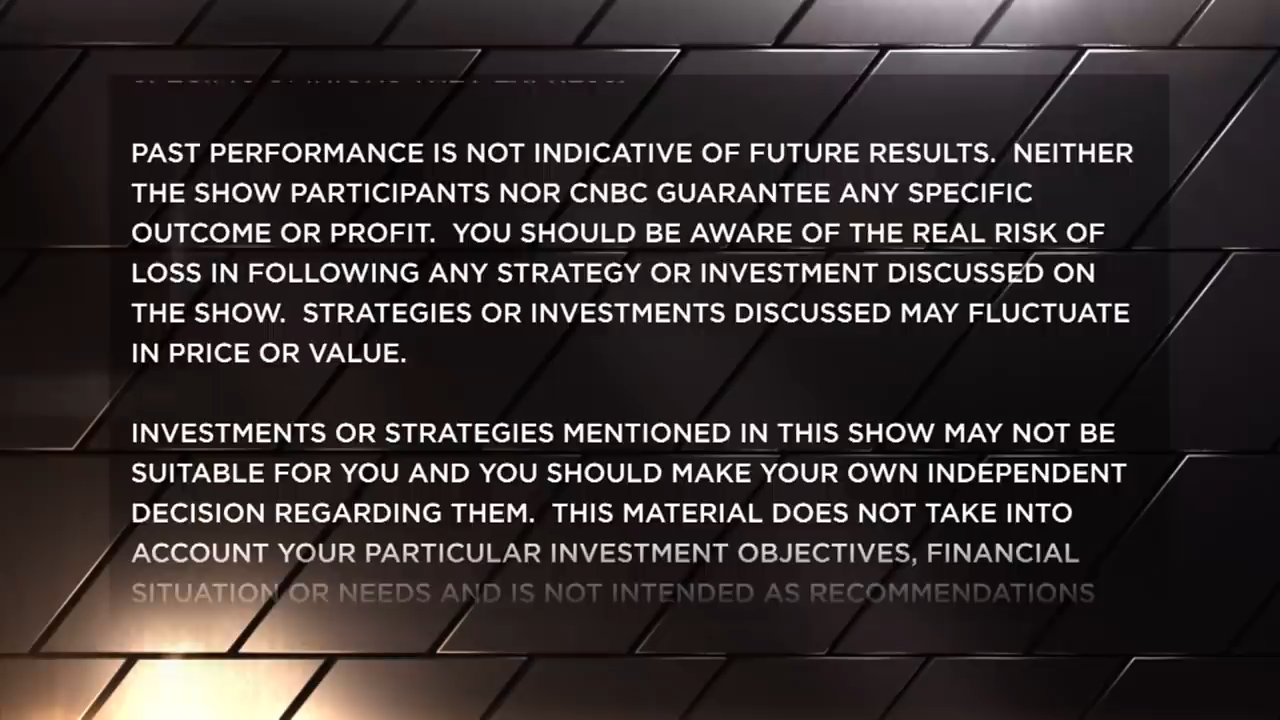 PAST PERFORMANCE IS NOT INDICATIVE OF FUTURE RESULTS.  NEITHER
THE SHOW PARTICIPANTS NOR CNBC GUARANTEE ANY SPECIFIC
OUTCOME OR PROFIT.  YOU SHOULD BE AWARE OF THE REAL RISK OF
LOSS IN FOLLOWING ANY STRATEGY OR INVESTMENT DISCUSSED ON
THE SHOW.  STRATEGIES OR INVESTMENTS DISCUSSED MAY FLUCTUATE
IN PRICE OR VALUE.
INVESTMENTS OR STRATEGIES MENTIONED IN THIS SHOW MAY NOT BE
SUITABLE FOR YOU AND YOU SHOULD MAKE YOUR OWN INDEPENDENT
DECISION REGARDING THEM.  THIS MATERIAL DOES NOT TAKE INTO
ACCOUNT YOUR PARTICULAR INVESTMENT OBJECTIVES, FINANCIAL
SITUATION OR NEEDS AND IS NOT INTENDED AS RECOMMENDATIONS